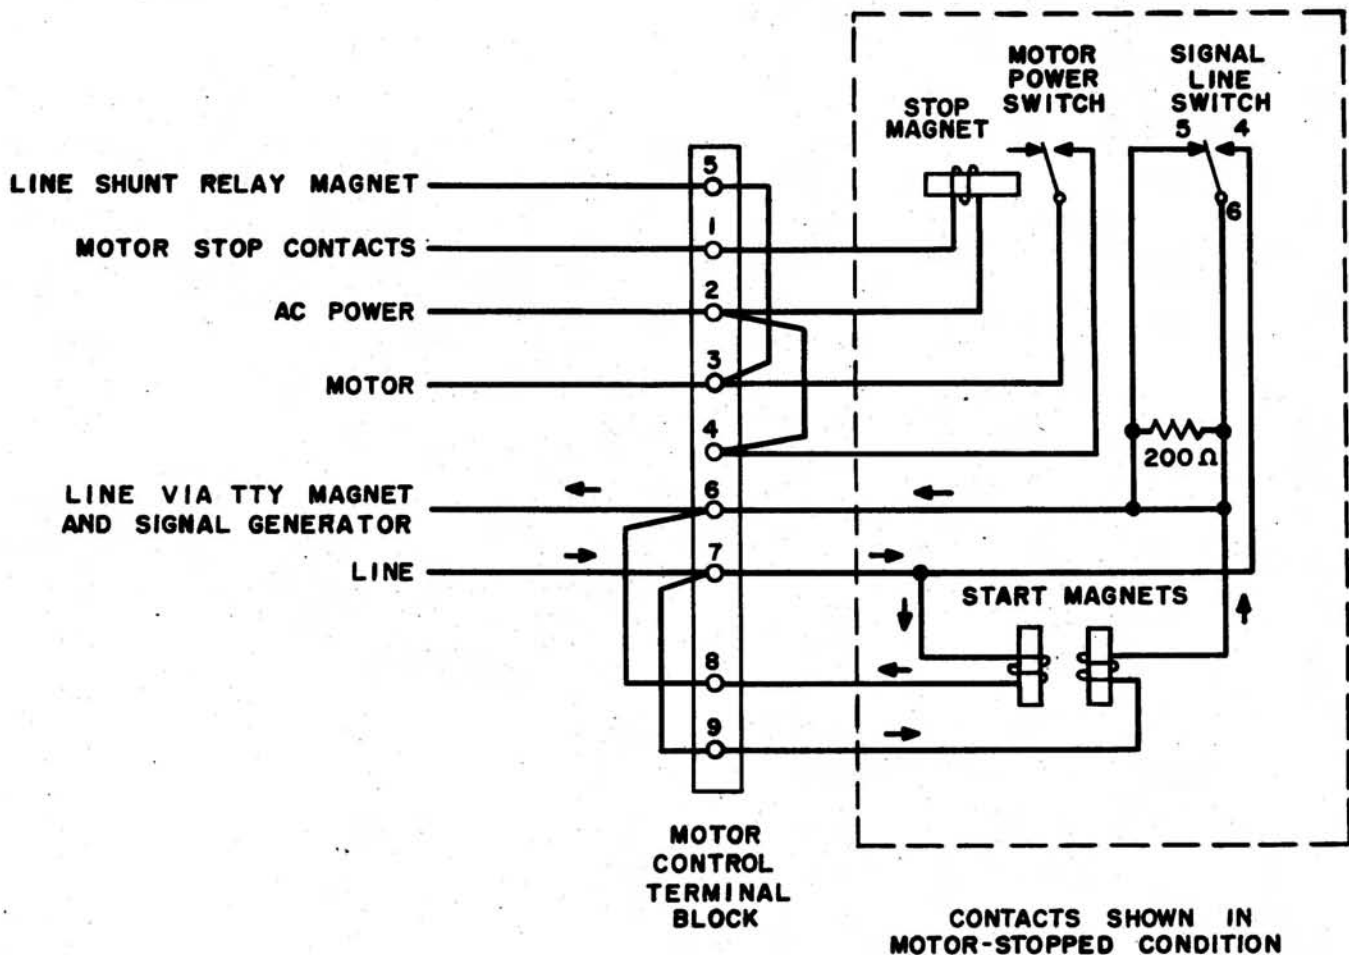 MOTOR
POWER
SWITCH
SIGNAL
LINE
SWITCH
STOP
MAGNET
5 4
6
LINE SHUNT RELAY MAGNET
5
MOTOR STOP CONTACTS
1
AC POWER
2
MOTOR
3
4
200 Ω
LINE VIA TTY MAGNET
AND SIGNAL GENERATOR
6
LINE
7
START MAGNETS
8
9
MOTOR
CONTROL
TERMINAL
BLOCK
CONTACTS SHOWN IN
MOTOR-STOPPED CONDITION